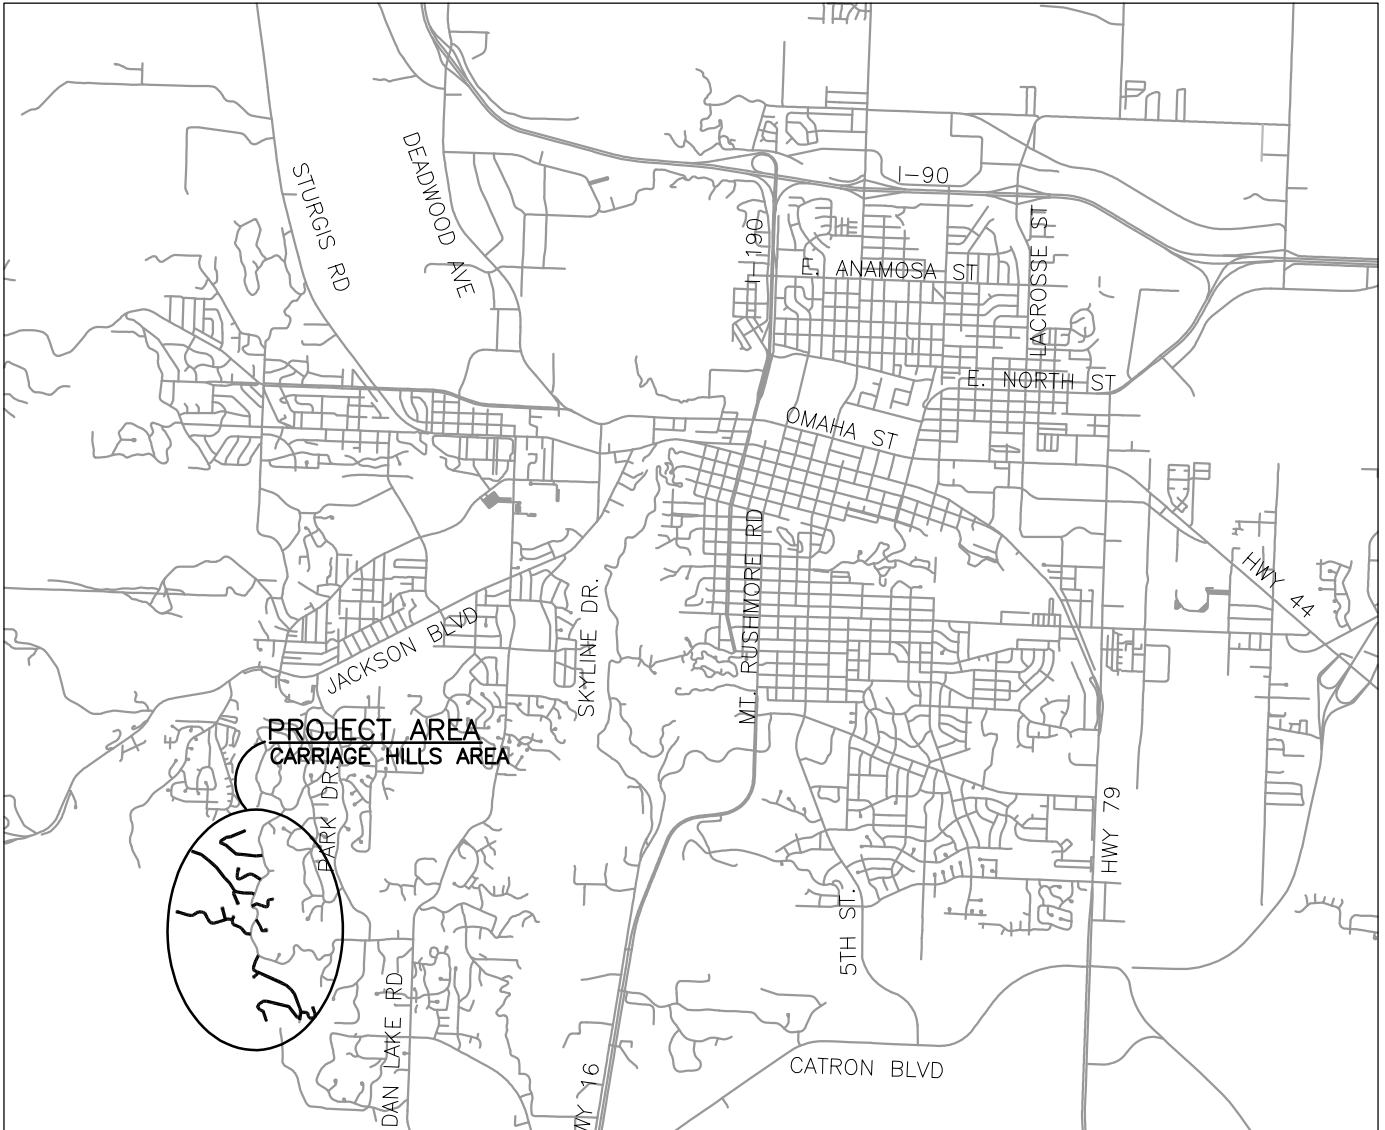 DEADWOOD AVE
STURGIS RD
I-90
I-190
LACROSSE ST
E. ANAMOSA ST
E. NORTH ST
OMAHA ST
MT. RUSHMORE RD
HWY 44
SKYLINE DR.
JACKSON BLVD
PROJECT AREA
CARRIAGE HILLS AREA
PARK DR.
HWY 79
5TH ST.
DAN LAKE RD
WY 16
CATRON BLVD